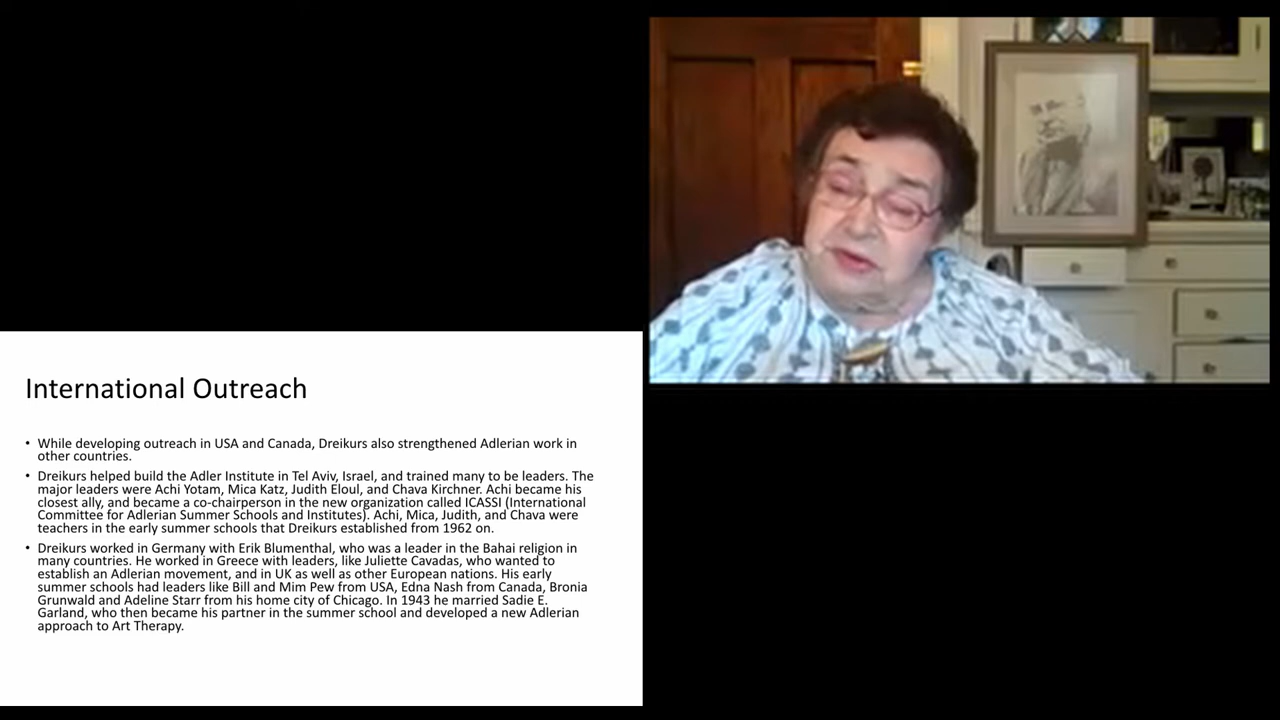 International Outreach
• While developing outreach in USA and Canada, Dreikurs also strengthened Adlerian work in
other countries.
• Dreikurs helped build the Adler Institute in Tel Aviv, Israel, and trained many to be leaders. The
major leaders were Achi Yotam, Mica Katz, Judith Eloul, and Chava Kirchner. Achi became his
closest ally, and became a co-chairperson in the new organization called ICASSI (International
Committee for Adlerian Summer Schools and Institutes). Achi, Mica, Judith, and Chava were
teachers in the early summer schools that Dreikurs established from 1962 on.
• Dreikurs worked in Germany with Erik Blumenthal, who was a leader in the Bahai religion in
many countries. He worked in Greece with leaders, like Juliette Cavadas, who wanted to
establish an Adlerian movement, and in UK as well as other European nations. His early
summer schools had leaders like Bill and Mim Pew from USA, Edna Nash from Canada, Bronia
Grunwald and Adeline Starr from his home city of Chicago. In 1943 he married Sadie E.
Garland, who then became his partner in the summer school and developed a new Adlerian
approach to Art Therapy.